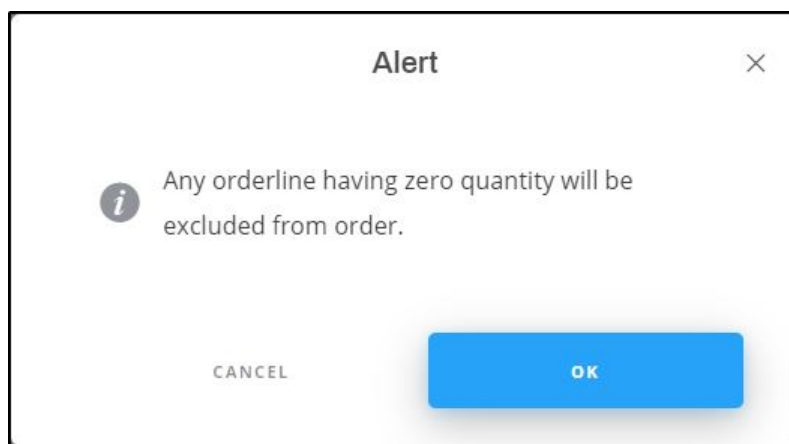 Alert
Any orderline having zero quantity will be
excluded from order.
CANCEL
OK